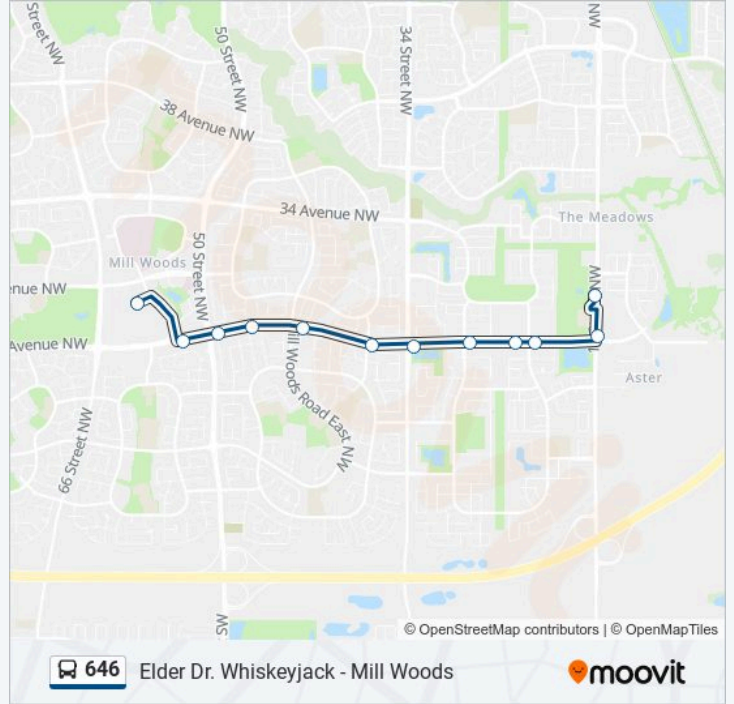 Street NW
50 Street NW
34 Street NW
NW
38 Avenue NW
34 Avenue NW
The Meadows
50 Street NW
Mill Woods
enue NW
NW
Avenue NW
ill Woods Road East NW
Aster
66 Street NW
© OpenStreetMap contributors | © OpenMapTiles
646 Elder Dr. Whiskeyjack - Mill Woods
moovit